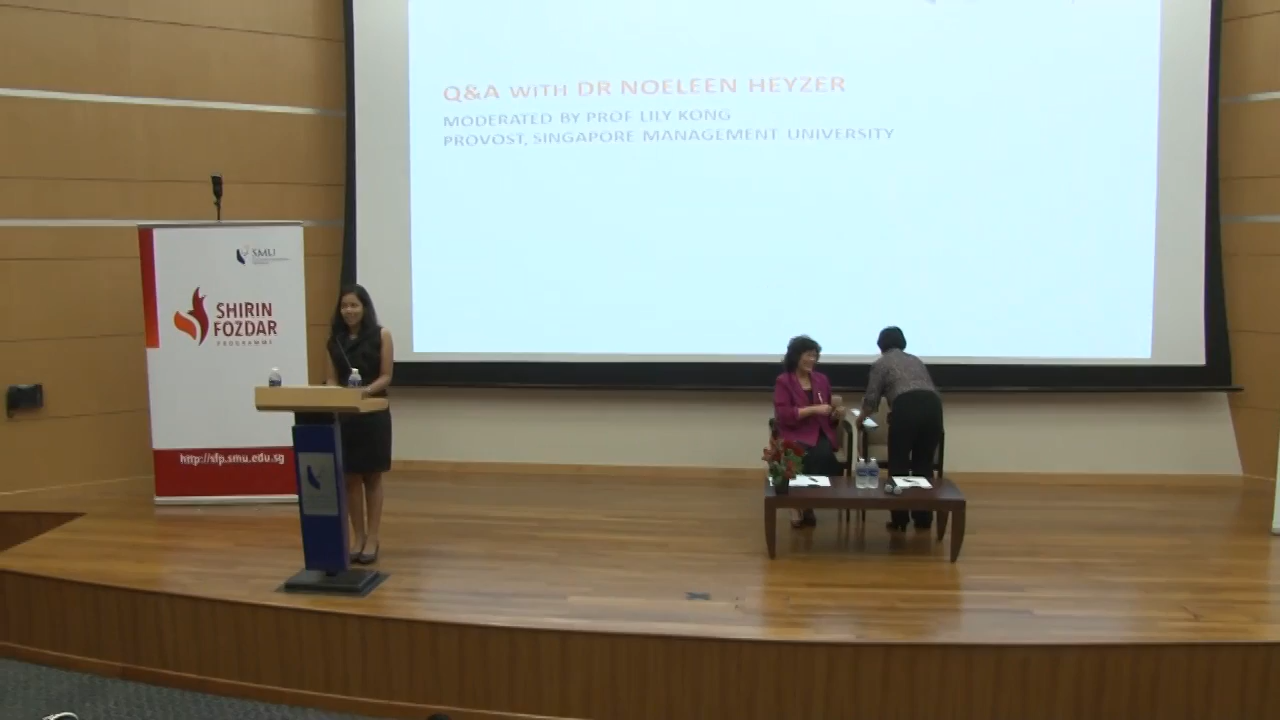 Q&A WITH DR NOELEEN HEYZER
MODERATED BY PROF LILY KONG
PROVOST, SINGAPORE MANAGEMENT UNIVERSITY
SMU
SHIRIN
FOZDAR
PROGRAMME
http://sfp.smu.edu.sg